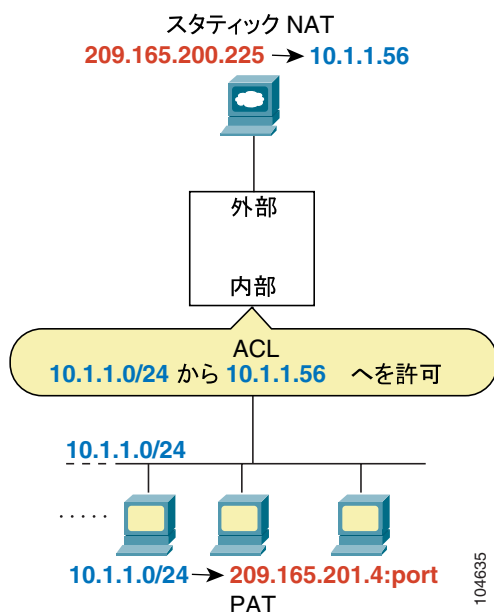 スタティック NAT
209.165.200.225 → 10.1.1.56
外部
内部
ACL
10.1.1.0/24 から 10.1.1.56 へを許可
10.1.1.0/24
10.1.1.0/24 → 209.165.201.4:port
PAT
104635